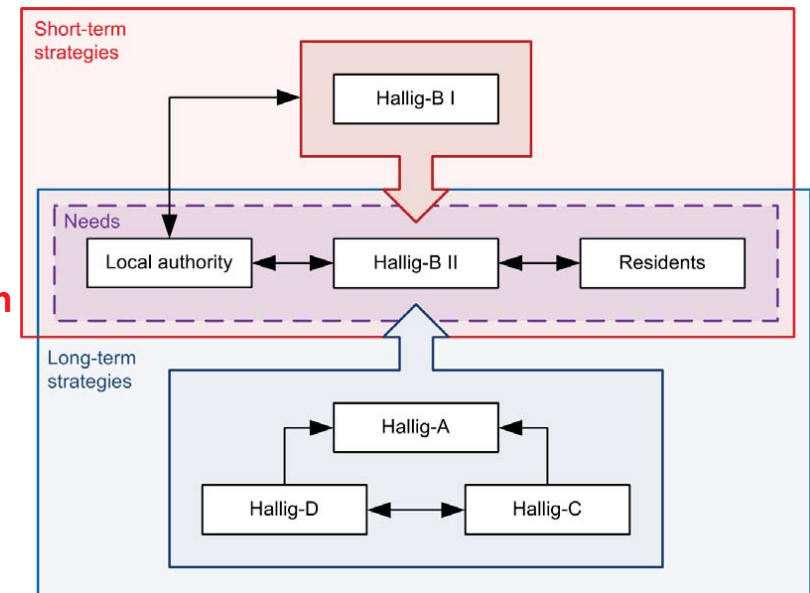 Short-term
strategies
Hallig-B I
Needs
Local authority
Hallig-B II
Residents
m
Long-term
strategies
Hallig-A
Hallig-D
Hallig-C